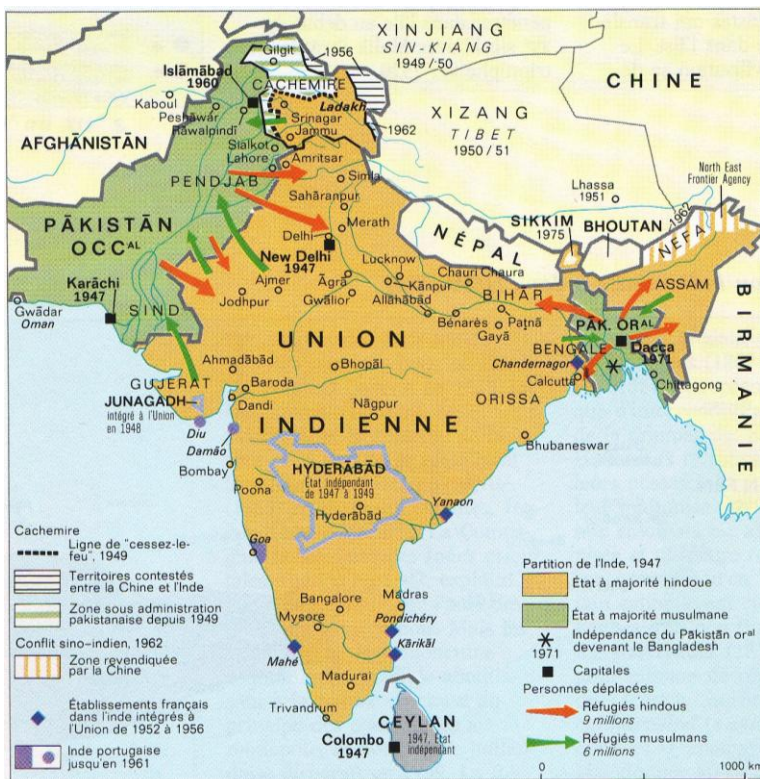 XINJIANG
SIN-KIANG
1949/50
CHINE
XIZANG
TIBET
1950/51
Gilgit
1956
Islāmābād
1960
CACHEMIRE
Ladakh
Kaboul
Peshāwar
Rāwalpindī
Srinagar
Jammu
1962
AFGHĀNISTĀN
Sialkot
Lahore
Amritsar
PENDJAB
Simla
Sahāranpur
Lhassa
1951
North East
Frontier Agency
PĀKISTĀN
OCCAL
Merath
Delhi
New Delhi
1947
NÉPAL
SIKKIM
1975
BHOUTAN
1962
NEFA
Karāchi
1947
Gwādar
Oman
SIND
Jodhpur
Ajmer
Āgrā
Gwālior
Lucknow
Kānpur
Allāhābād
Chauri Chaura
BIHĀR
Bénarès
Patnā
Gayā
ASSAM
PĀK. ORAL
Dacca
1971
BENGALE
Chandernagor
Calcutta
Chittagong
BIRMANIE
UNION
INDIENNE
Ahmadābād
Bhopāl
GUJERAT
Baroda
JUNAGADH
intégré à l'Union
en 1948
Dandi
Diu
Damão
Nāgpur
ORISSA
Bhubaneswar
Bombay
Poona
HYDERĀBĀD
État indépendant
de 1947 à 1949
Hyderābād
Yanaon
Goa
Bangalore
Madras
Mysore
Pondichéry
Kārikāl
Mahé
Madurai
Trivandrum
CEYLAN
1947, État
indépendant
Colombo
1947
Cachemire
Ligne de "cessez-le-
feu", 1949
Territoires contestés
entre la Chine et l'Inde
Zone sous administration
pakistanaise depuis 1949
Conflit sino-indien, 1962
Zone revendiquée
par la Chine
Établissements français
dans l'inde intégrés à
l'Union de 1952 à 1956
Inde portugaise
jusqu'en 1961
Partition de l'Inde, 1947
État à majorité hindoue
État à majorité musulmane
Indépendance du Pākistān oral
1971 devenant le Bangladesh
Capitales
Personnes déplacées
Réfugiés hindous
9 millions
Réfugiés musulmans
6 millions
0 1000 km